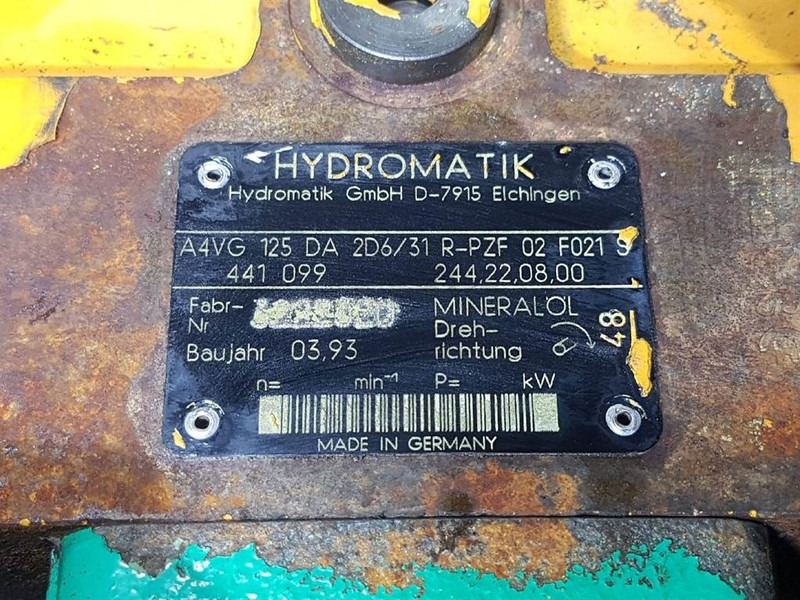 HYDROMATIK
Hydromatik GmbH D-7915 Elchingen
A4VG 125 DA 2D6/31 R-PZF 02 F021 S
441 099 244,22,08,00
Fabr-Nr MINERALÖL
Baujahr 03,93 Dreh-richtung 48
n= min⁻¹ P= kW
MADE IN GERMANY